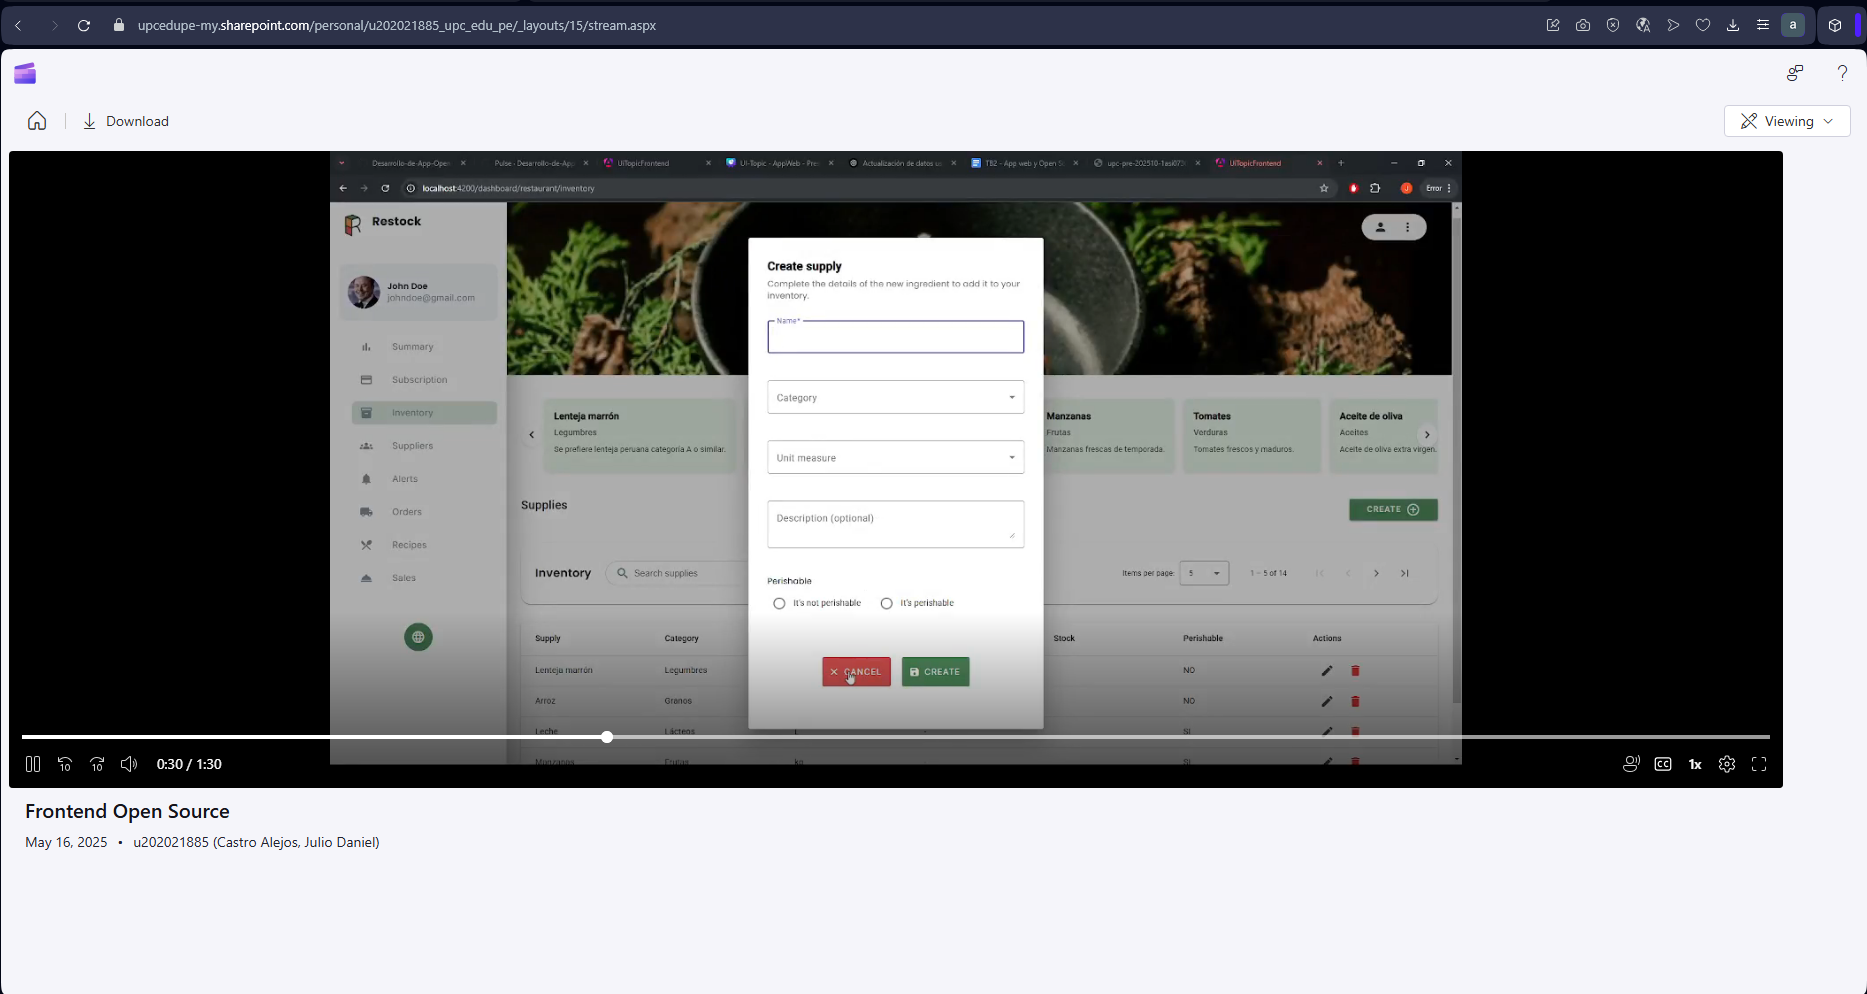 upcedupe-my.sharepoint.com/personal/u202021885_upc_edu_pe/_layouts/15/stream.aspx
a
?
Download
Viewing
Desarrollo-de-App-Open
Pulse - Desarrollo-de-App
UITopicFrontend
UI-Topic - AppWeb - Pre
Actualización de datos us
TB2 - App web y Open S
upc-pre-202510-1asi073
UITopicFrontend
localhost:4200/dashboard/restaurant/inventory
Error
Restock
John Doe
johndoe@gmail.com
Summary
Subscription
Inventory
Suppliers
Alerts
Orders
Recipes
Sales
Create supply
Complete the details of the new ingredient to add it to your
inventory.
Name*
Category
Unit measure
Description (optional)
Perishable
It's not perishable
It's perishable
CANCEL
CREATE
Lenteja marrón
Legumbres
Se prefiere lenteja peruana categoría A o similar.
Manzanas
Frutas
Manzanas frescas de temporada.
Tomates
Verduras
Tomates frescos y maduros.
Aceite de oliva
Aceites
Aceite de oliva extra virgen.
Supplies
CREATE
Inventory
Search supplies
Items per page:
5
1 – 5 of 14
Supply Category Stock Perishable Actions
Lenteja marrón Legumbres NO
Arroz Granos NO
Leche Lácteos L - SI
Manzanas Frutas kg SI
10
10
0:30 / 1:30
CC
1x
Frontend Open Source
May 16, 2025 • u202021885 (Castro Alejos, Julio Daniel)